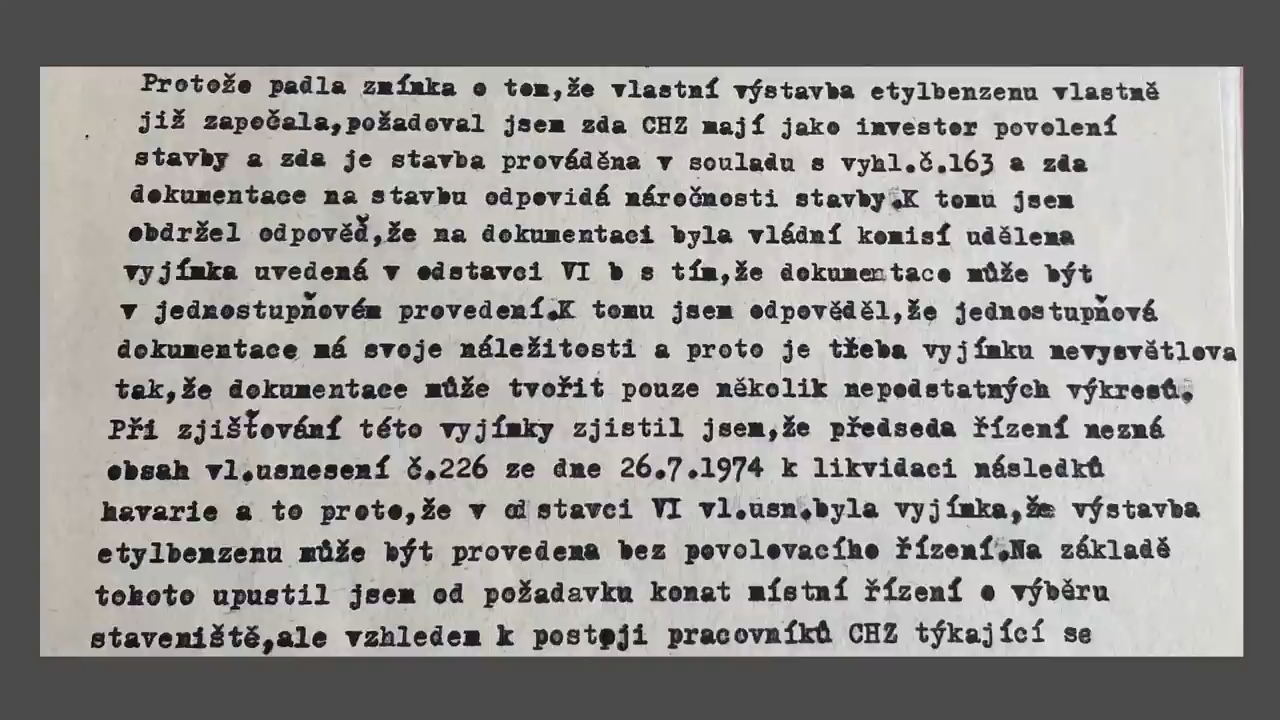 Protože padla zmínka o tom,že vlastní výstavba etylbenzenu vlastně
již započala,požadoval jsem zda CHZ mají jako investor povolení
stavby a zda je stavba prováděna v souladu s vyhl.č.163 a zda
dokumentace na stavbu odpovidá náročnosti stavby.K tomu jsem
obdržel odpověď,že na dokumentaci byla vládní komisí udělena
vyjímka uvedená v odstavci VI b s tím,že dokumentace může být
v jednostupňovém provedení.K tomu jsem odpověděl,že jednostupňová
dokumentace má svoje náležitosti a proto je třeba vyjímku nevysvětlova
tak,že dokumentace může tvořit pouze několik nepodstatných výkresů.
Při zjišťování této vyjímky zjistil jsem,že předseda řízení nezná
obsah vl.usnesení č.226 ze dne 26.7.1974 k likvidaci následků
havarie a to proto,že v od stavci VI vl.usn.byla vyjímka,že výstavba
etylbenzenu může být provedena bez povolovacího řízení.Na základě
tohoto upustil jsem od požadavku konat místní řízení o výběru
staveniště,ale vzhledem k postoji pracovníků CHZ týkající se